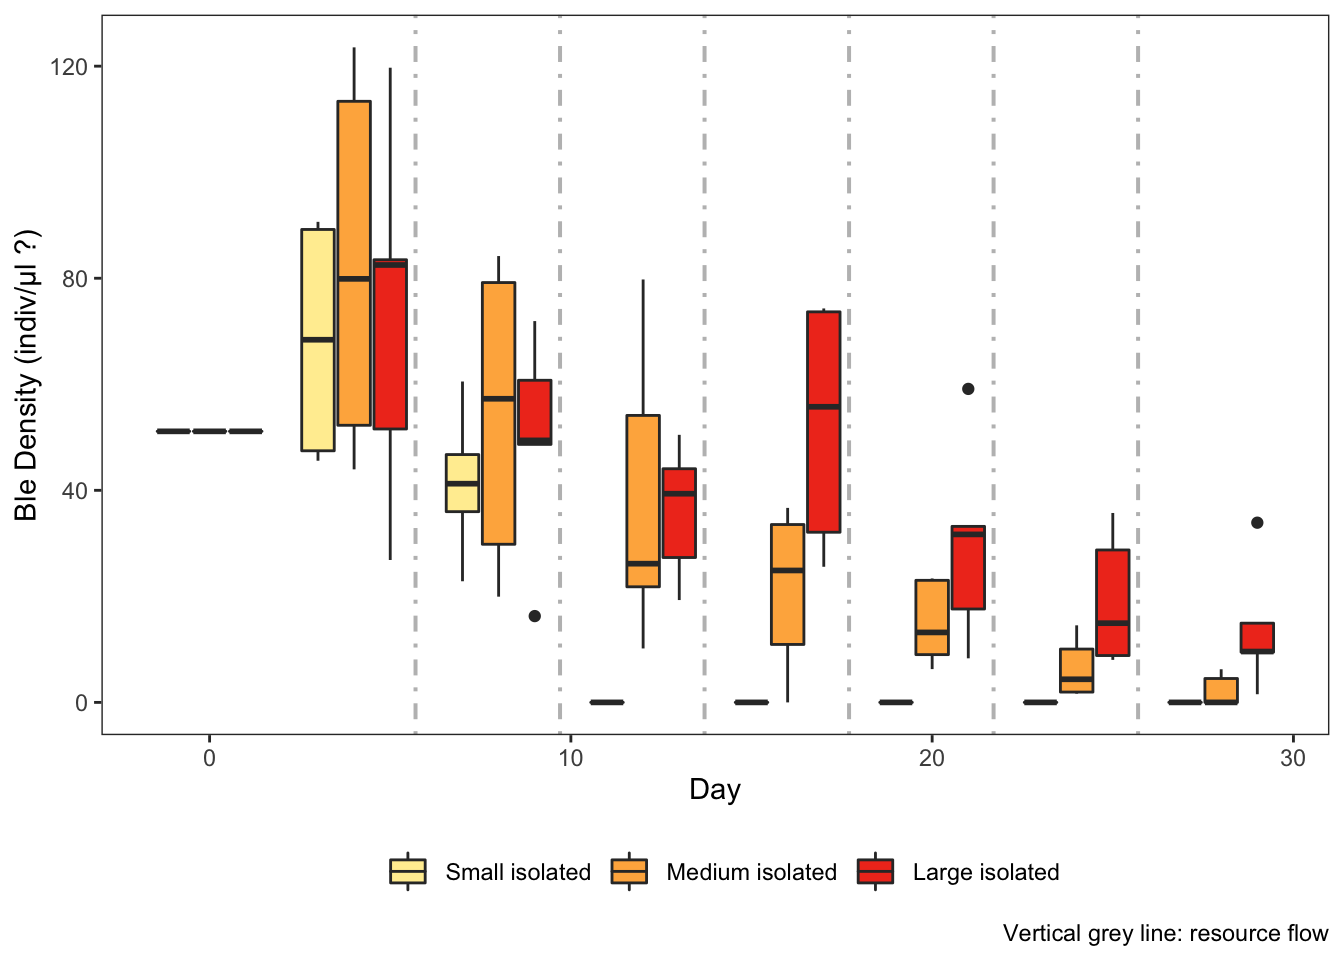 120
80
40
0
Ble Density (indiv/µl ?)
0 10 20 30
Day
Small isolated Medium isolated Large isolated
Vertical grey line: resource flow